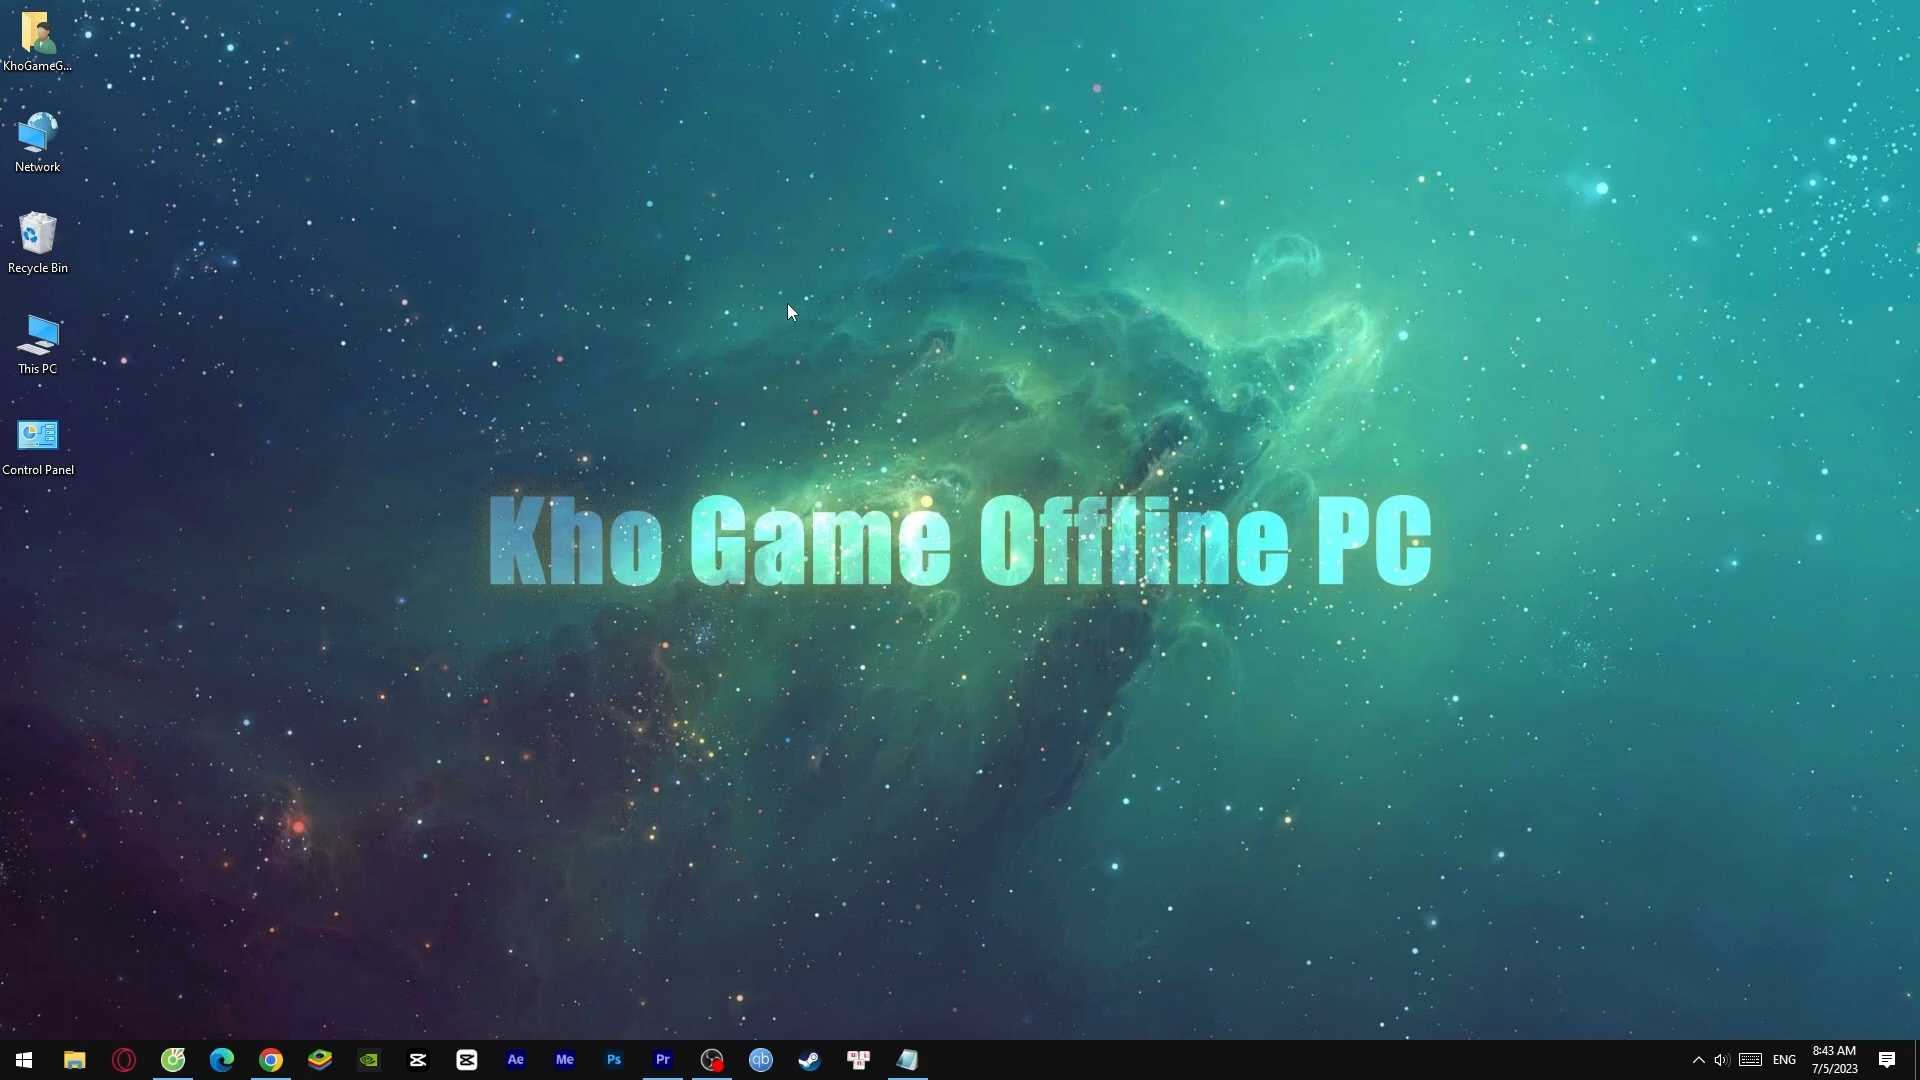 KhoGameG...
Network
Recycle Bin
This PC
Control Panel
Kho Game Offline PC
Ae
Me
Ps
Pr
qb
u
n
i
ENG
8:43 AM
7/5/2023